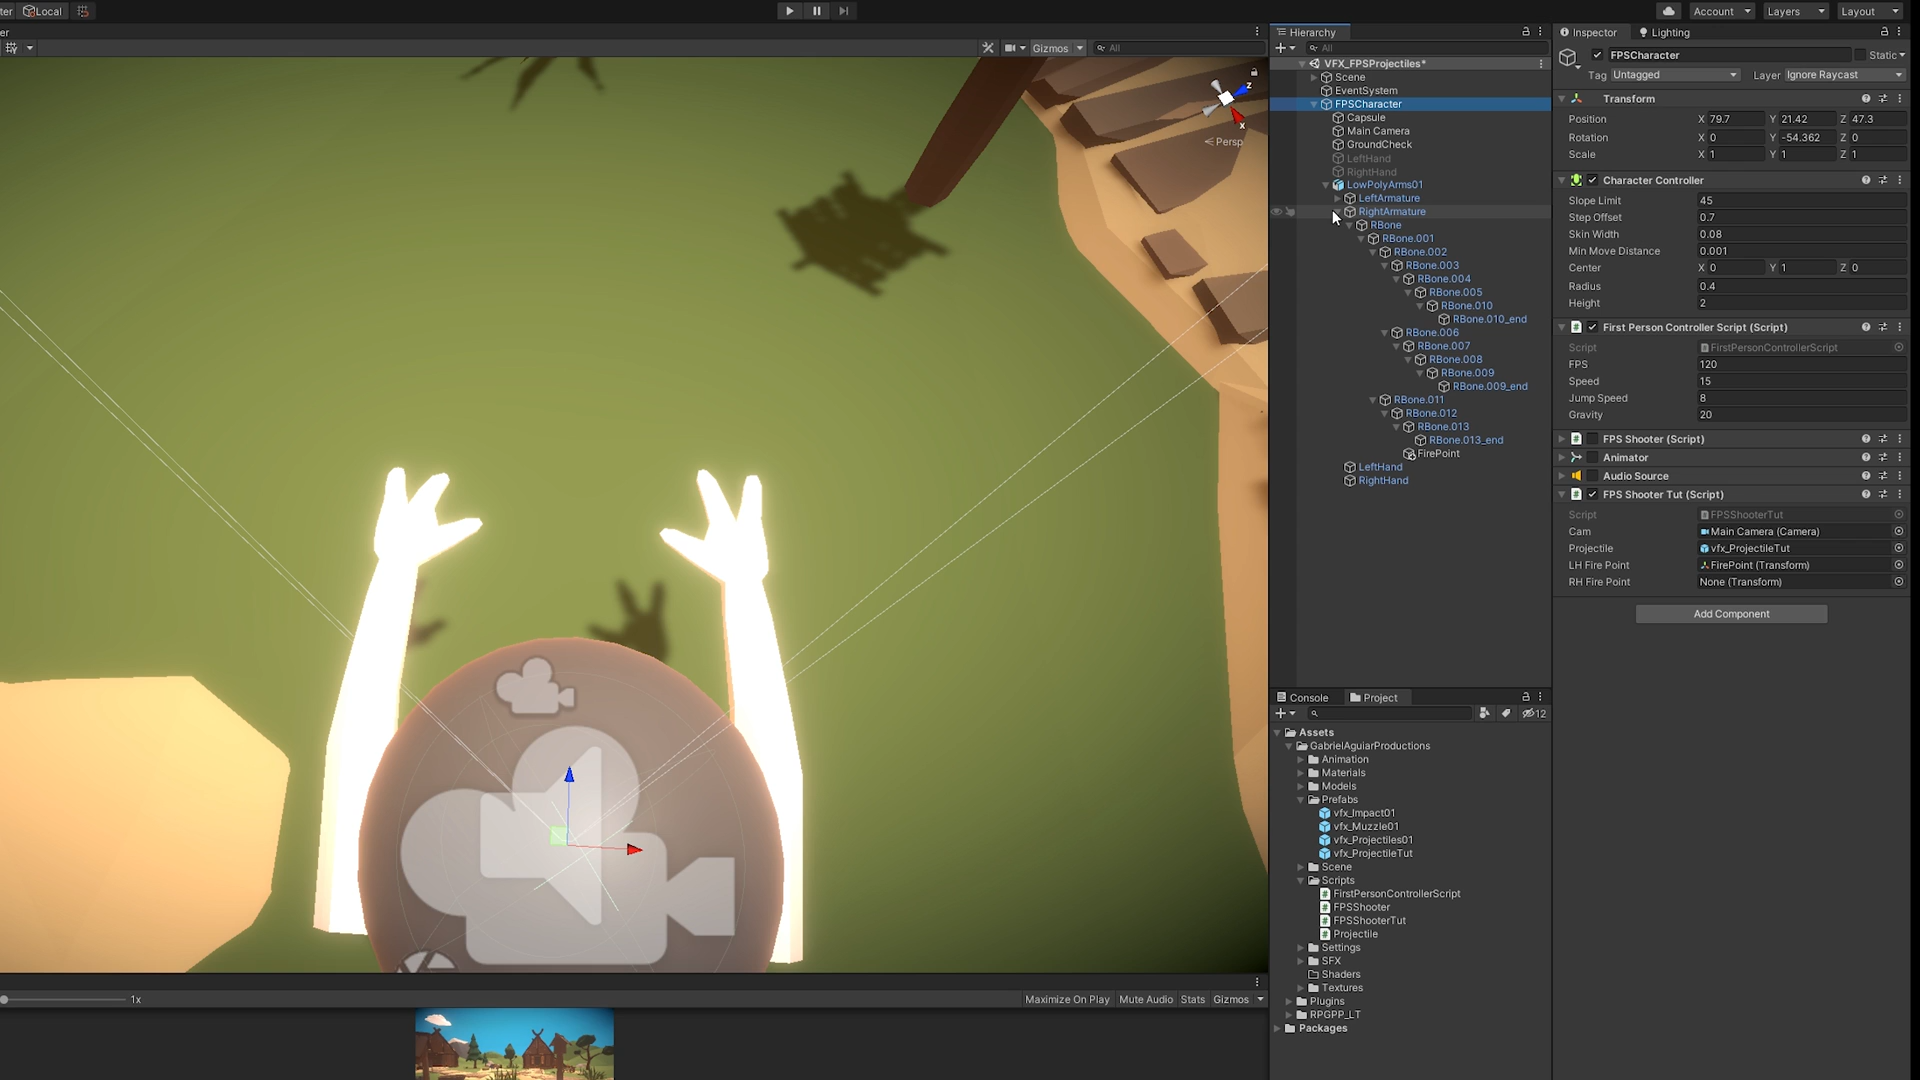 ter
Local
Account
Layers
Layout
er
Gizmos
All
z
x
Persp
Hierarchy
All
VFX_FPSProjectiles*
Scene
EventSystem
FPSCharacter
Capsule
Main Camera
GroundCheck
LeftHand
RightHand
LowPolyArms01
LeftArmature
RightArmature
RBone
RBone.001
RBone.002
RBone.003
RBone.004
RBone.005
RBone.010
RBone.010_end
RBone.006
RBone.007
RBone.008
RBone.009
RBone.009_end
RBone.011
RBone.012
RBone.013
RBone.013_end
FirePoint
LeftHand
RightHand
Inspector
Lighting
FPSCharacter
Static
Tag Untagged
Layer Ignore Raycast
Transform
Position X 79.7 Y 21.42 Z 47.3
Rotation X 0 Y -54.362 Z 0
Scale X 1 Y 1 Z 1
Character Controller
Slope Limit 45
Step Offset 0.7
Skin Width 0.08
Min Move Distance 0.001
Center X 0 Y 1 Z 0
Radius 0.4
Height 2
First Person Controller Script (Script)
Script FirstPersonControllerScript
FPS 120
Speed 15
Jump Speed 8
Gravity 20
FPS Shooter (Script)
Animator
Audio Source
FPS Shooter Tut (Script)
Script FPSShooterTut
Cam Main Camera (Camera)
Projectile vfx_ProjectileTut
LH Fire Point FirePoint (Transform)
RH Fire Point None (Transform)
Add Component
Console
Project
12
Assets
GabrielAguiarProductions
Animation
Materials
Models
Prefabs
vfx_Impact01
vfx_Muzzle01
vfx_Projectiles01
vfx_ProjectileTut
Scene
Scripts
FirstPersonControllerScript
FPSShooter
FPSShooterTut
Projectile
Settings
SFX
Shaders
Textures
Plugins
RPGPP_LT
Packages
1x
Maximize On Play
Mute Audio
Stats
Gizmos